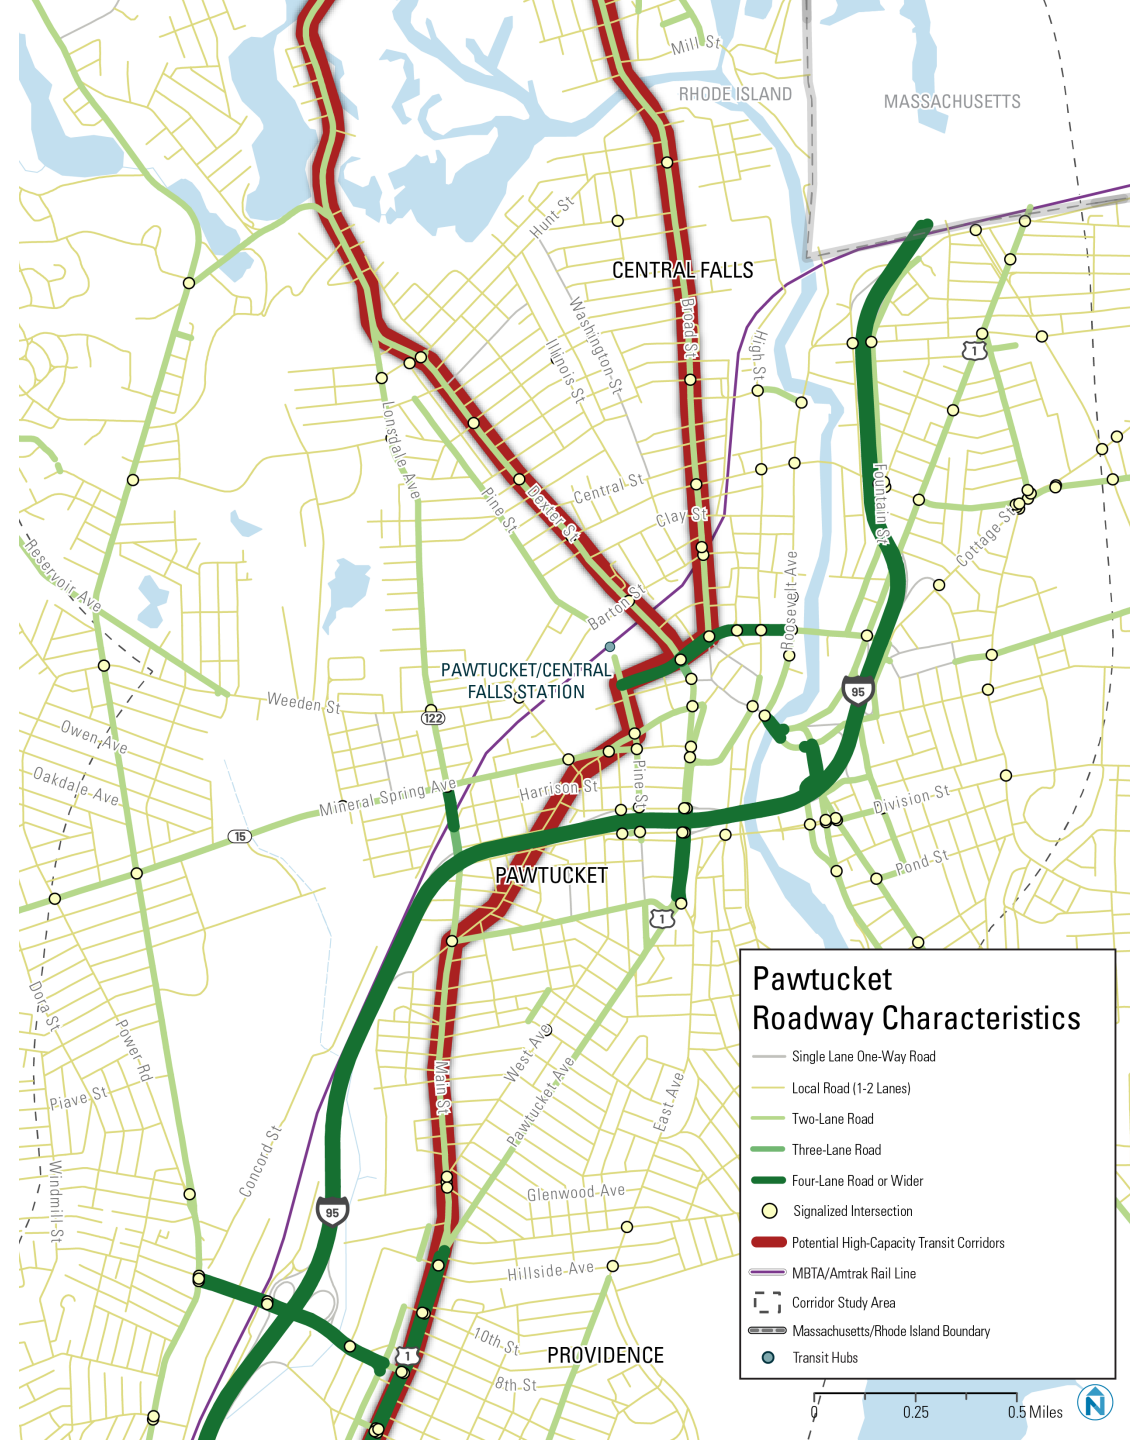 Mill St
RHODE ISLAND
MASSACHUSETTS
Hunt St
CENTRAL FALLS
Washington St
Broad St
High St
Illinois St
1
Lonsdale Ave
Pine St
Dexter St
Central St
Clay St
Fountain St
Cottage St
Reservoir Ave
Barton St
Roosevelt Ave
PAWTUCKET/CENTRAL
FALLS STATION
95
Weeden St
122
Owen Ave
Oakdale Ave
Mineral Spring Ave
Harrison St
Pine St
Division St
15
Pond St
PAWTUCKET
1
Dora St
Power Rd
Piave St
Main St
West Ave
Pawtucket Ave
East Ave
Concord St
Windmill St
Glenwood Ave
95
Hillside Ave
10th St
1
8th St
PROVIDENCE
Pawtucket
Roadway Characteristics
Single Lane One-Way Road
Local Road (1-2 Lanes)
Two-Lane Road
Three-Lane Road
Four-Lane Road or Wider
Signalized Intersection
Potential High-Capacity Transit Corridors
MBTA/Amtrak Rail Line
Corridor Study Area
Massachusetts/Rhode Island Boundary
Transit Hubs
0 0.25 0.5 Miles
N